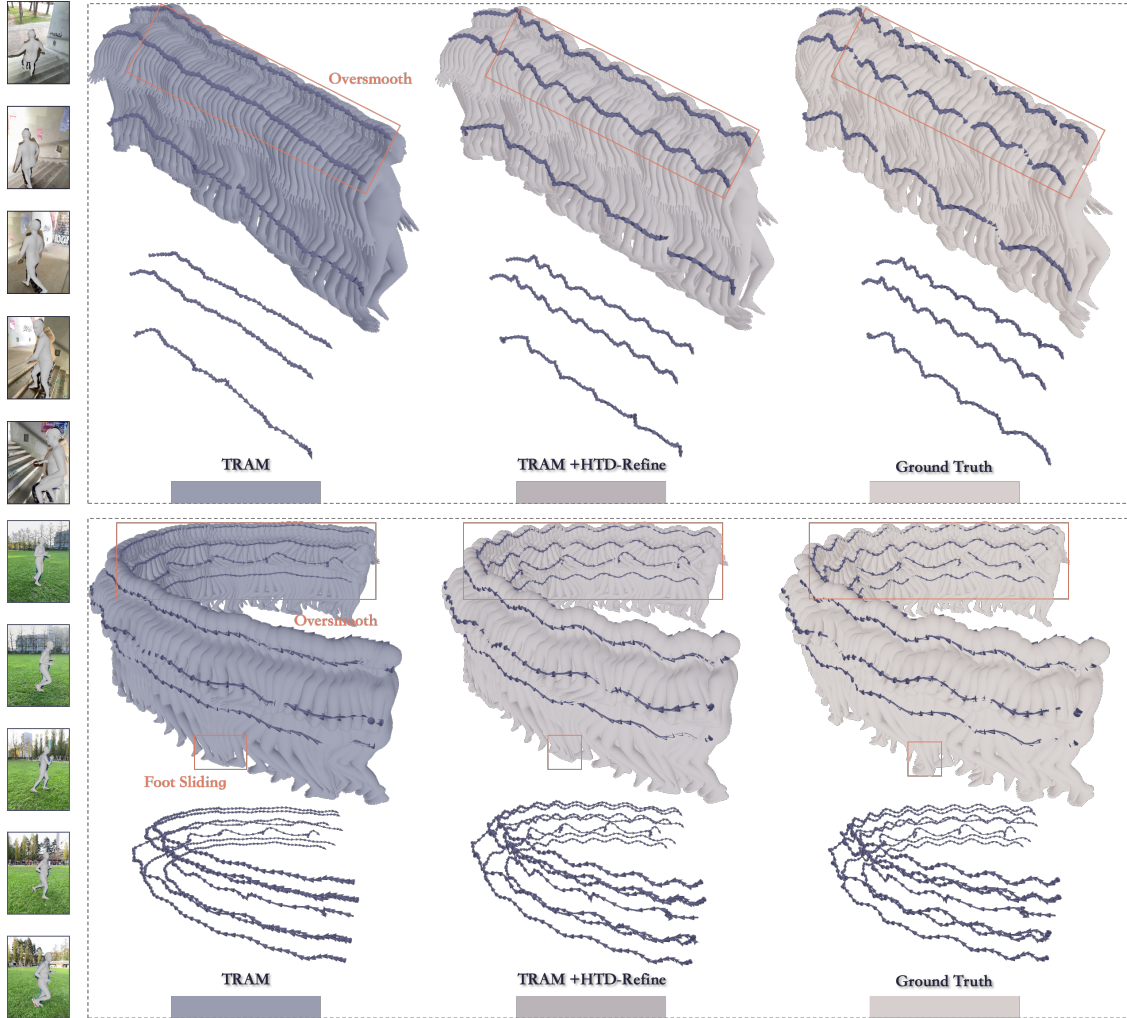 Oversmooth
TRAM
TRAM +HTD-Refine
Ground Truth
Oversmooth
Foot Sliding
TRAM
TRAM +HTD-Refine
Ground Truth